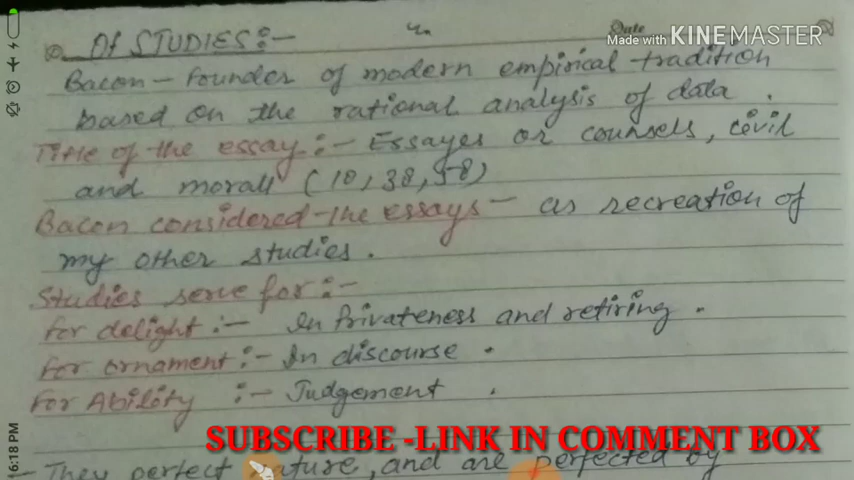 Of STUDIES:-
Date
Made with KINEMASTER
Bacon - Founder of modern empirical tradition
based on the rational analysis of data.
Title of the essay:- Essayes or counsels, civil
and morall (10, 38, 58)
Bacon considered the essays - as recreation of
my other studies.
Studies serve for:-
for delight:- In privateness and retiring.
for ornament:- In discourse.
for Ability :- Judgement.
SUBSCRIBE -LINK IN COMMENT BOX
- They perfect nature, and are perfected by
6:18 PM